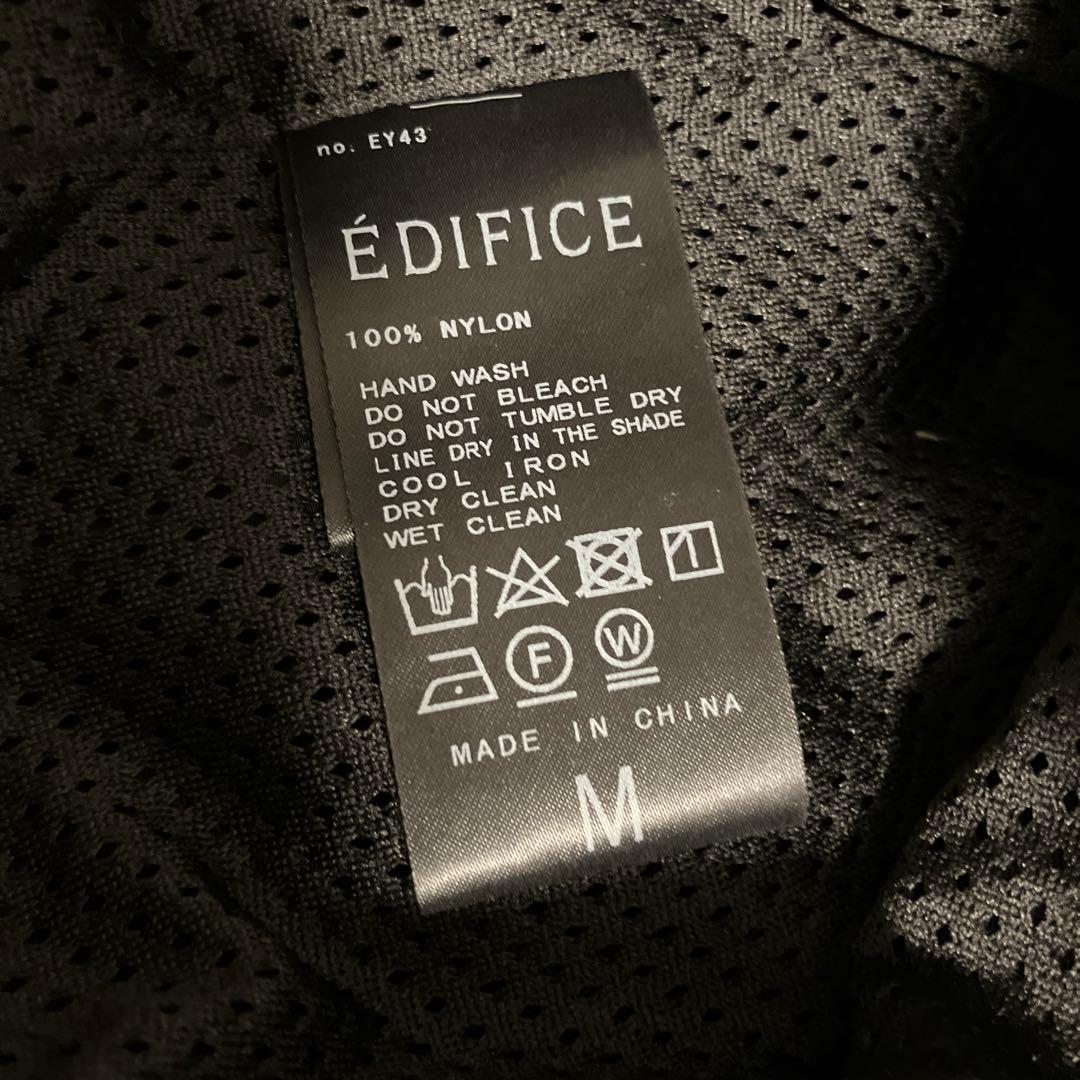 no. EY43
ÉDIFICE
100% NYLON
HAND WASH
DO NOT BLEACH
DO NOT TUMBLE DRY
LINE DRY IN THE SHADE
COOL IRON
DRY CLEAN
WET CLEAN
F W
MADE IN CHINA
M